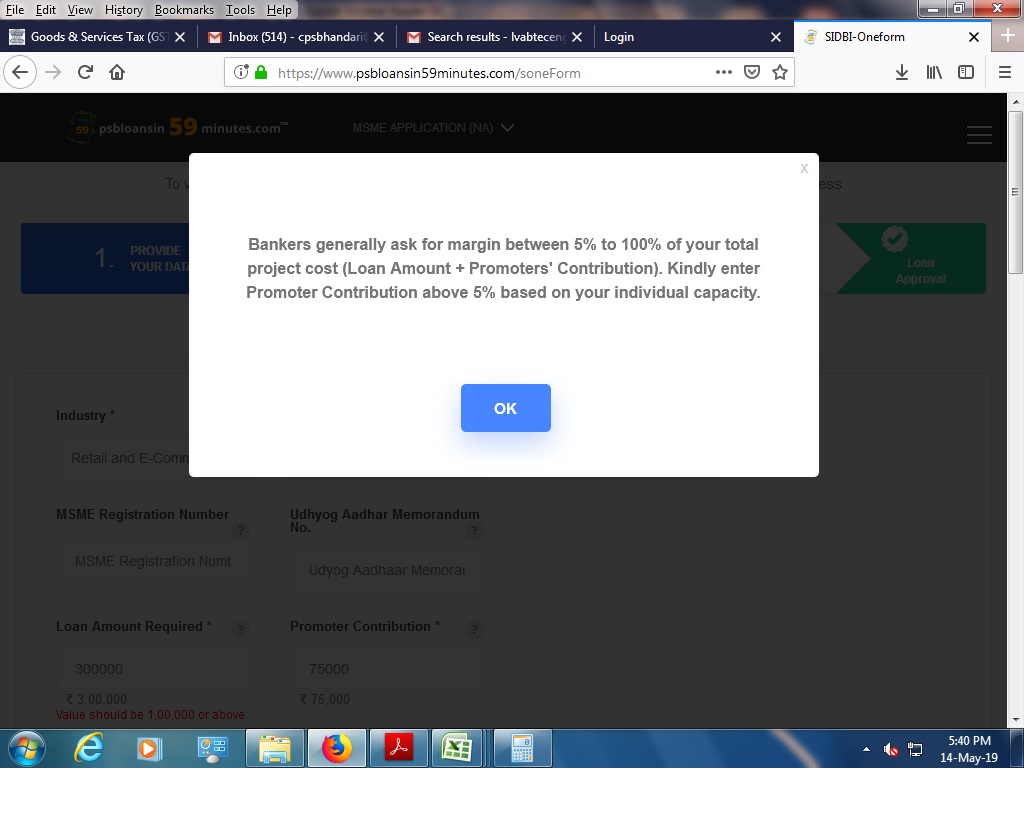 File Edit View History Bookmarks Tools Help
Goods & Services Tax (GST
Inbox (514) - cpsbhandari@
Search results - lvabteceng
Login
SIDBI-Oneform
https://www.psbloansin59minutes.com/soneForm
psbloansin 59 minutes.com™
MSME APPLICATION (NA)
To
x
Bankers generally ask for margin between 5% to 100% of your total
project cost (Loan Amount + Promoters' Contribution). Kindly enter
Promoter Contribution above 5% based on your individual capacity.
OK
1. PROVIDE
YOUR DATA
Loan
Approval
Industry *
Retail and E-Comm
MSME Registration Number
?
MSME Registration Numb
Udhyog Aadhar Memorandum
No.
?
Udyog Aadhaar Memorar
Loan Amount Required *
?
300000
₹ 3,00,000
Value should be 1,00,000 or above.
Promoter Contribution *
?
75000
₹ 75,000
5:40 PM
14-May-19